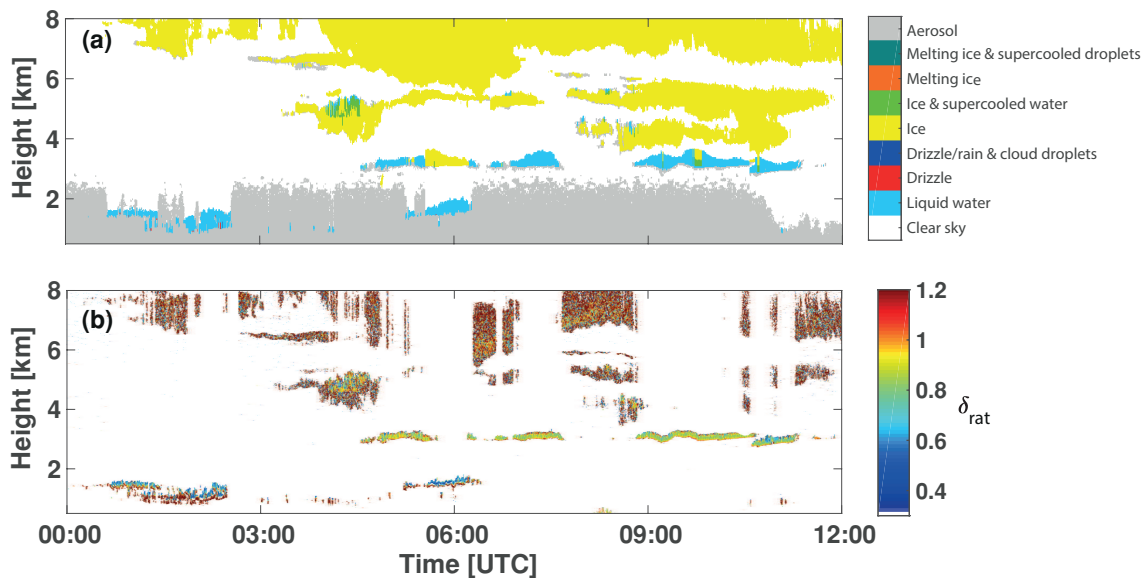 (a)
Height [km]
8
6
4
2
Aerosol
Melting ice & supercooled droplets
Melting ice
Ice & supercooled water
Ice
Drizzle/rain & cloud droplets
Drizzle
Liquid water
Clear sky
(b)
Height [km]
8
6
4
2
00:00
03:00
06:00
09:00
12:00
Time [UTC]
1.2
1
0.8
0.6
0.4
δrat